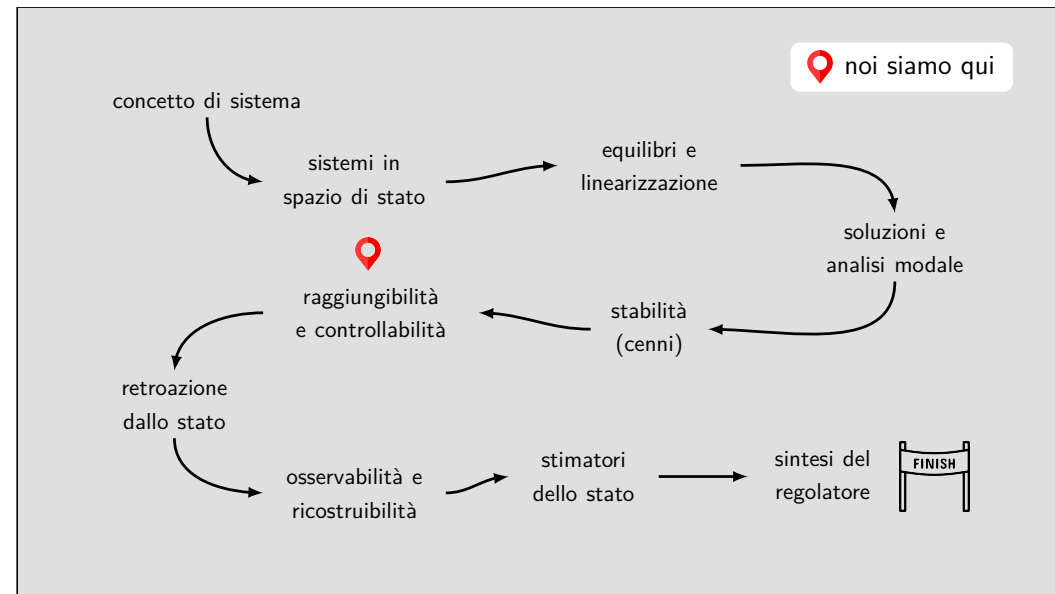 noi siamo qui
concetto di sistema
sistemi in
spazio di stato
equilibri e
linearizzazione
soluzioni e
analisi modale
stabilità
(cenni)
raggiungibilità
e controllabilità
retroazione
dallo stato
osservabilità e
ricostruibilità
stimatori
dello stato
sintesi del
regolatore
FINISH